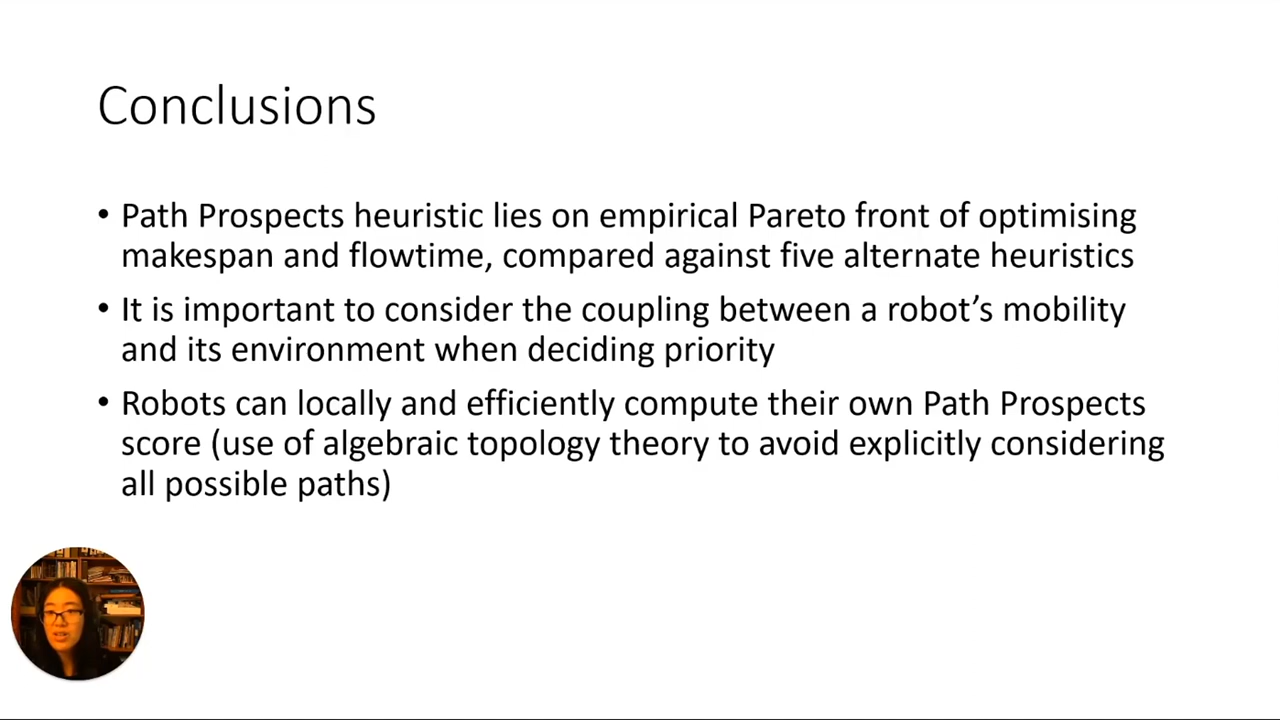 Conclusions
• Path Prospects heuristic lies on empirical Pareto front of optimising
makespan and flowtime, compared against five alternate heuristics
• It is important to consider the coupling between a robot’s mobility
and its environment when deciding priority
• Robots can locally and efficiently compute their own Path Prospects
score (use of algebraic topology theory to avoid explicitly considering
all possible paths)